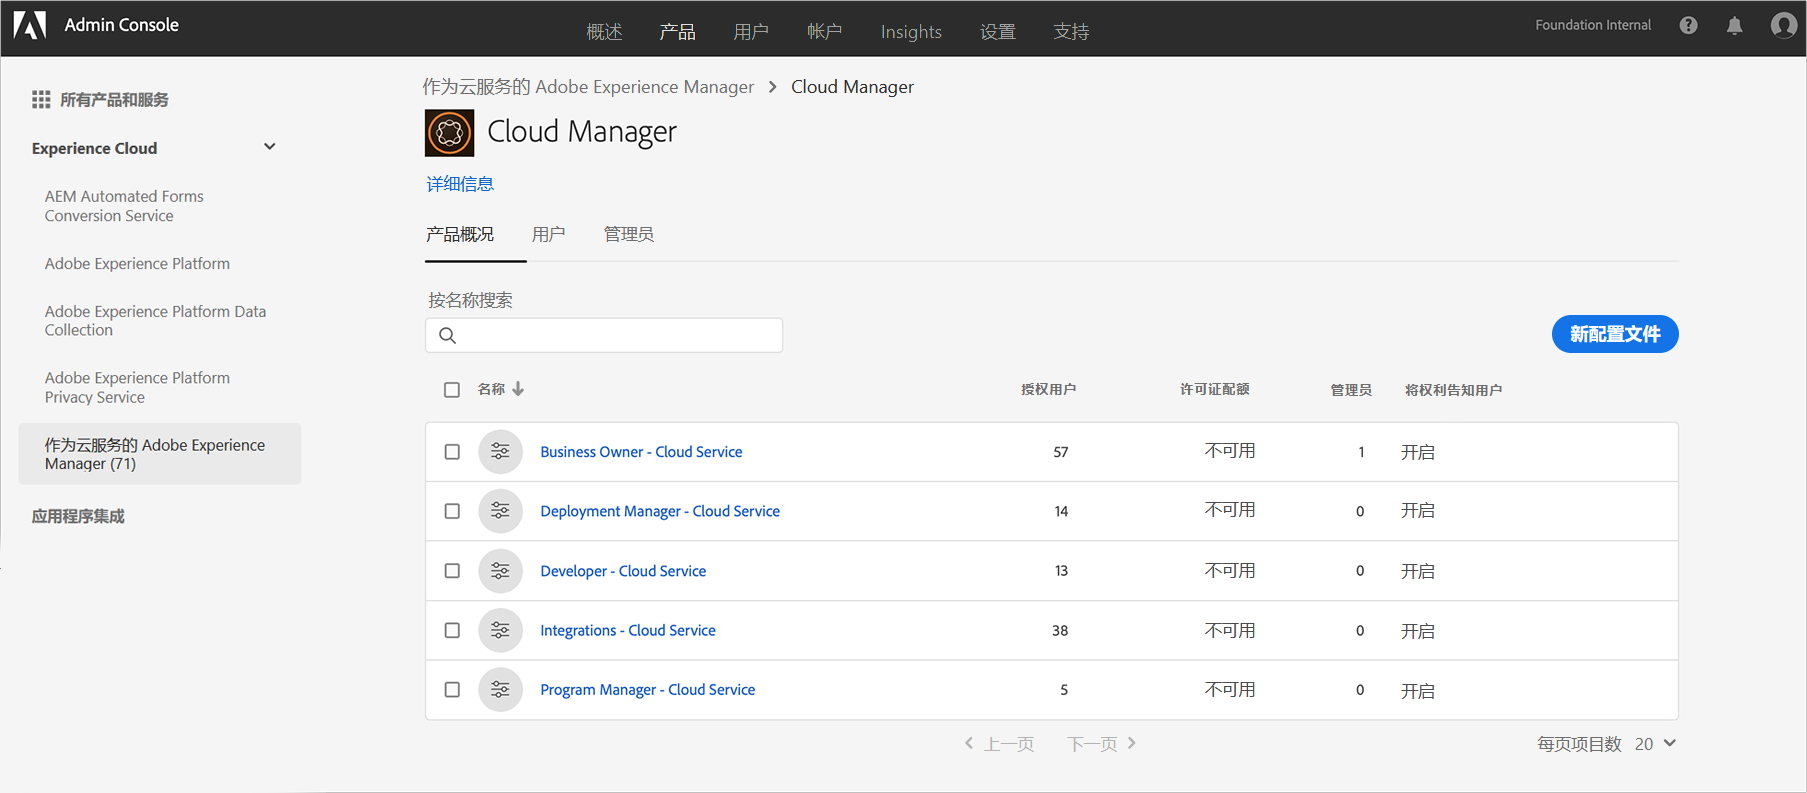 Admin Console
概述 产品 用户 帐户 Insights 设置 支持
Foundation Internal
所有产品和服务
Experience Cloud
AEM Automated Forms
Conversion Service
Adobe Experience Platform
Adobe Experience Platform Data
Collection
Adobe Experience Platform
Privacy Service
作为云服务的 Adobe Experience
Manager (71)
应用程序集成
作为云服务的 Adobe Experience Manager > Cloud Manager
Cloud Manager
详细信息
产品概况 用户 管理员
按名称搜索
新配置文件
名称 授权用户 许可证配额 管理员 将权利告知用户
Business Owner - Cloud Service 57 不可用 1 开启
Deployment Manager - Cloud Service 14 不可用 0 开启
Developer - Cloud Service 13 不可用 0 开启
Integrations - Cloud Service 38 不可用 0 开启
Program Manager - Cloud Service 5 不可用 0 开启
上一页 下一页
每页项目数 20